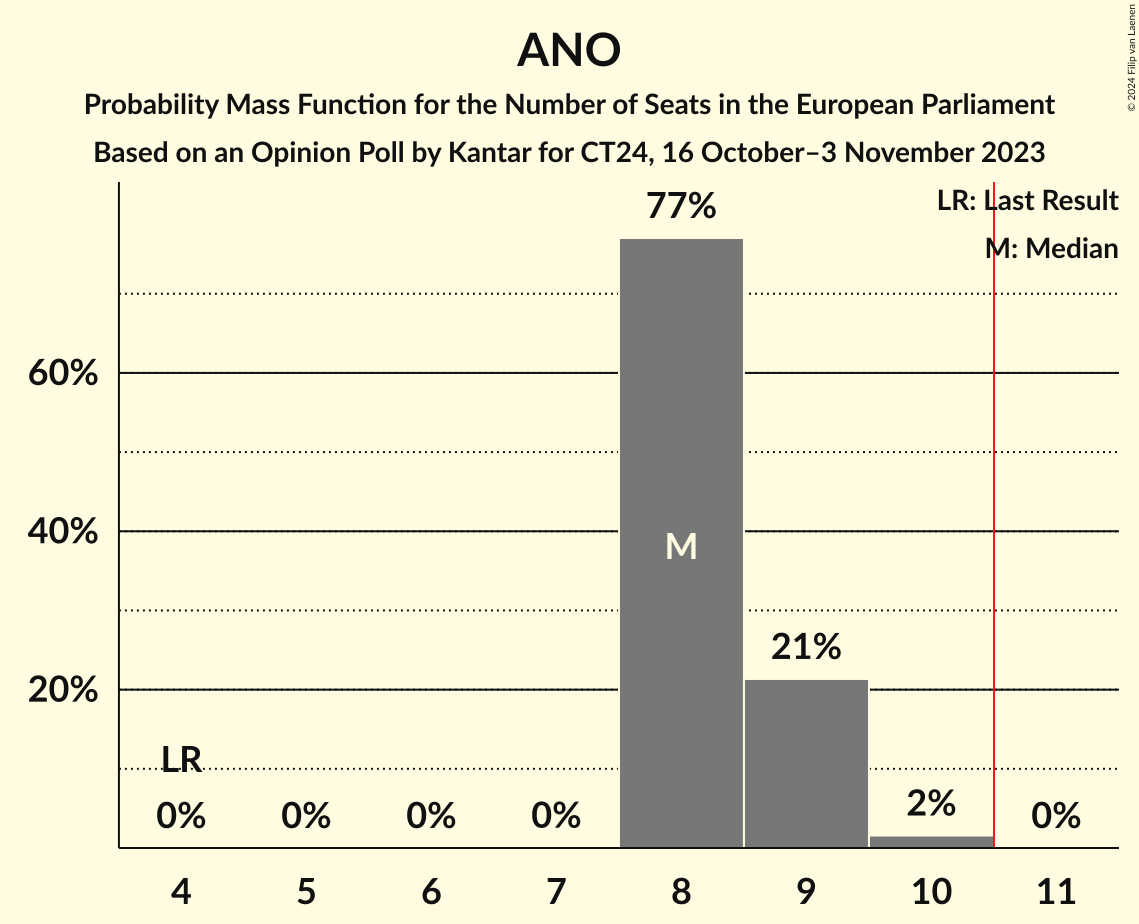 ANO
Probability Mass Function for the Number of Seats in the European Parliament
Based on an Opinion Poll by Kantar for CT24, 16 October–3 November 2023
© 2024 Filip van Laenen
LR: Last Result
M: Median
77%
60%
40%
M
21%
20%
LR
0%
0%
0%
0%
2%
0%
4
5
6
7
8
9
10
11